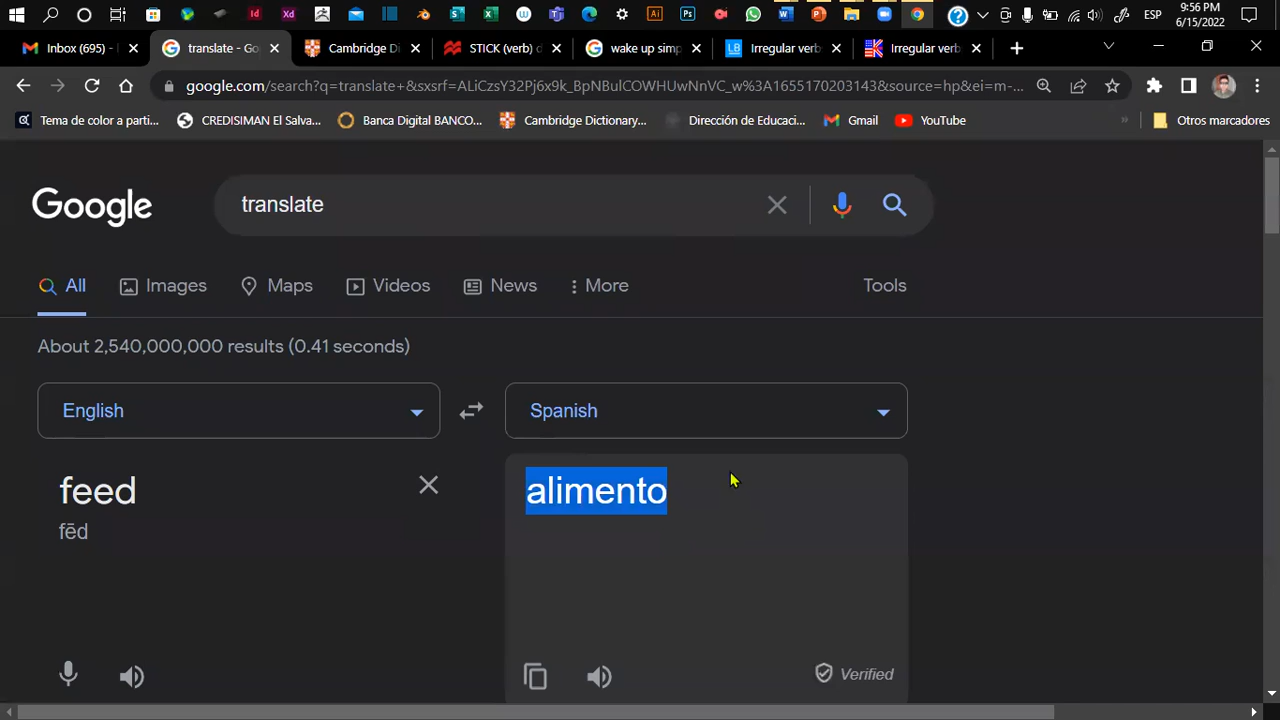 9:56 PM
ESP
6/15/2022
Inbox (695) -
translate - Go
Cambridge Di
STICK (verb) d
wake up simp
Irregular verb
Irregular verb
google.com/search?q=translate+&sxsrf=ALiCzsY32Pj6x9k_BpNBulCOWHUwNnVC_w%3A1655170203143&source=hp&ei=m-...
Tema de color a parti...
CREDISIMAN El Salva...
Banca Digital BANCO...
Cambridge Dictionary...
Dirección de Educaci...
Gmail
YouTube
»
Otros marcadores
Google
translate
All
Images
Maps
Videos
News
More
Tools
About 2,540,000,000 results (0.41 seconds)
English
Spanish
feed
alimento
fēd
Verified